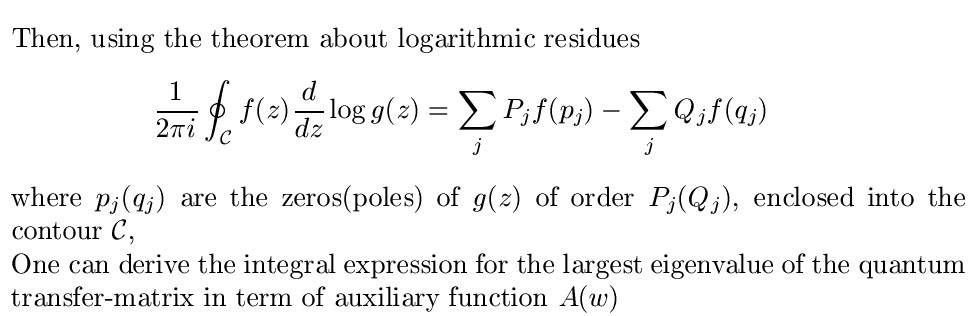 Then, using the theorem about logarithmic residues
\frac{1}{2\pi i} \oint_{\mathcal{C}} f(z) \frac{d}{dz} \log g(z) = \sum_j P_j f(p_j) - \sum_j Q_j f(q_j)
where p_j(q_j) are the zeros(poles) of g(z) of order P_j(Q_j), enclosed into the
contour \mathcal{C},
One can derive the integral expression for the largest eigenvalue of the quantum
transfer-matrix in term of auxiliary function A(w)